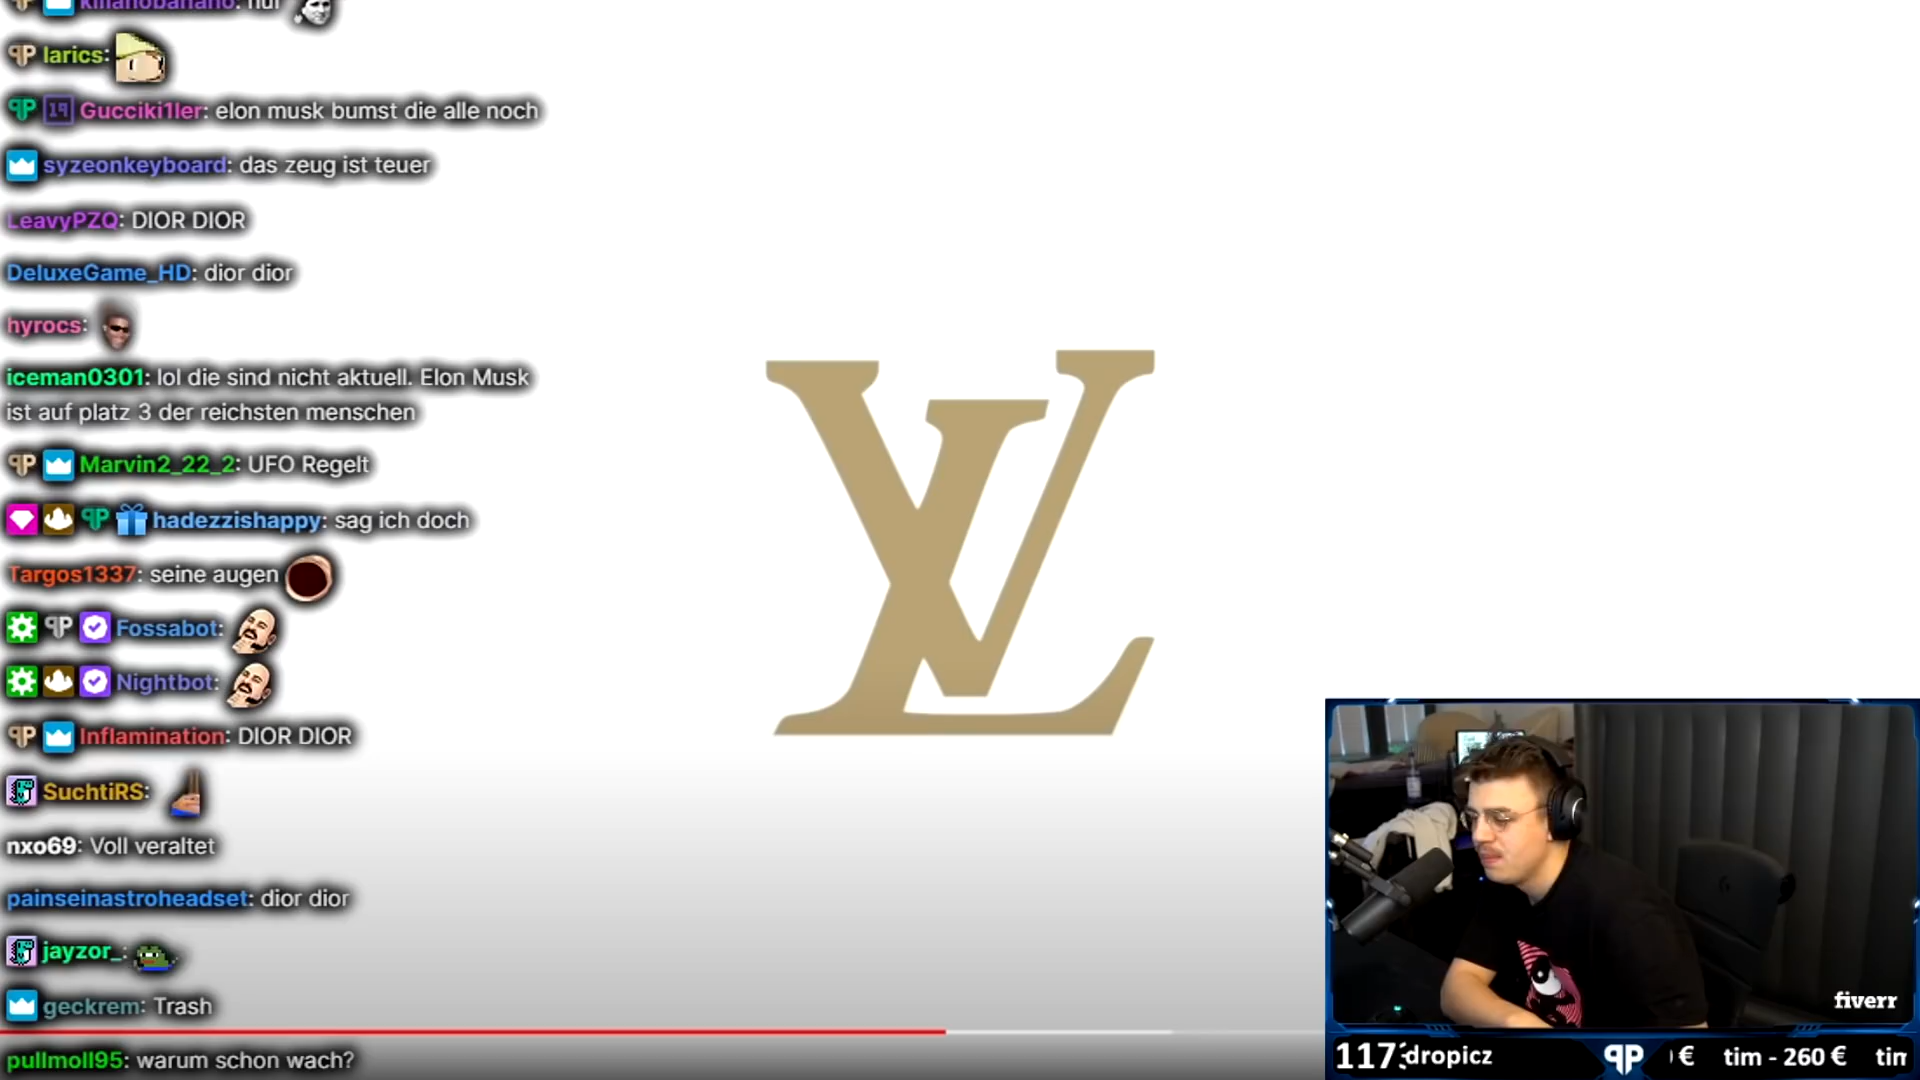 larics:
19 Gucciki1ler: elon musk bumst die alle noch
syzeonkeyboard: das zeug ist teuer
LeavyPZQ: DIOR DIOR
DeluxeGame_HD: dior dior
hyrocs:
iceman0301: lol die sind nicht aktuell. Elon Musk
ist auf platz 3 der reichsten menschen
Marvin2_22_2: UFO Regelt
hadezzishappy: sag ich doch
Targos1337: seine augen
Fossabot:
Nightbot:
Inflamination: DIOR DIOR
SuchtiRS:
nxo69: Voll veraltet
painseinastroheadset: dior dior
jayzor_:
geckrem: Trash
pullmoll95: warum schon wach?
LV
fiverr
dropicz
€ tim - 260 € tim